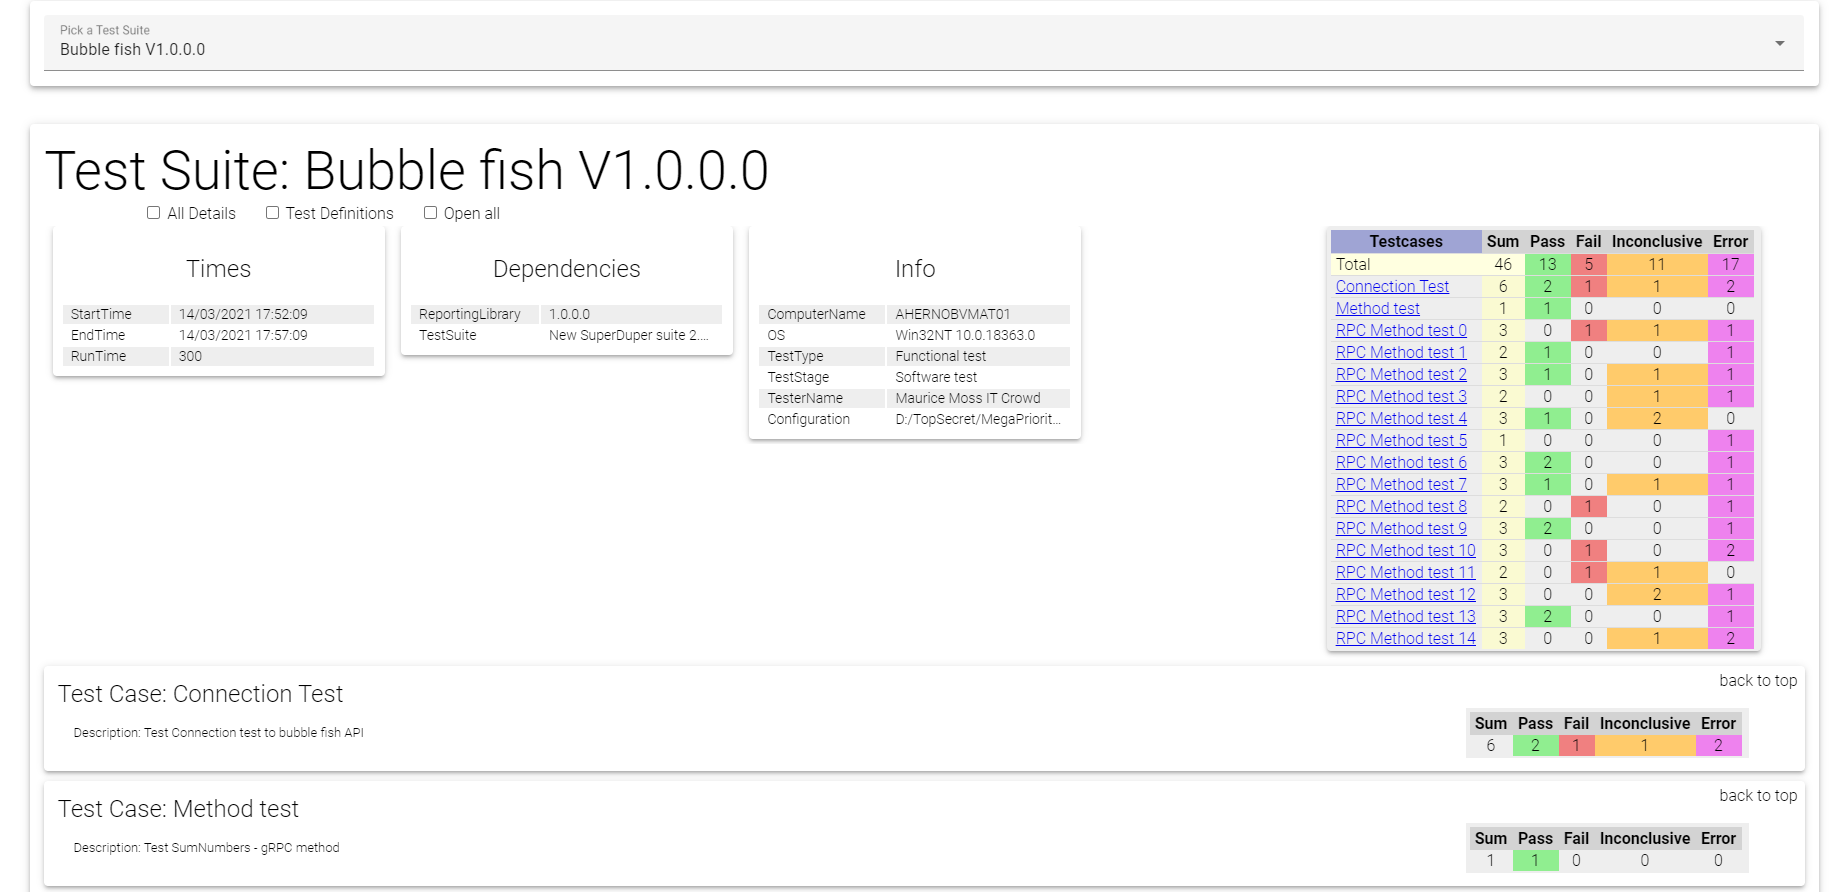 Pick a Test Suite
Bubble fish V1.0.0.0
Test Suite: Bubble fish V1.0.0.0
All Details Test Definitions Open all
Times
StartTime 14/03/2021 17:52:09
EndTime 14/03/2021 17:57:09
RunTime 300
Dependencies
ReportingLibrary 1.0.0.0
TestSuite New SuperDuper suite 2....
Info
ComputerName AHERNOBVMAT01
OS Win32NT 10.0.18363.0
TestType Functional test
TestStage Software test
TesterName Maurice Moss IT Crowd
Configuration D:/TopSecret/MegaPriorit...
Testcases Sum Pass Fail Inconclusive Error
Total 46 13 5 11 17
Connection Test 6 2 1 1 2
Method test 1 1 0 0 0
RPC Method test 0 3 0 1 1 1
RPC Method test 1 2 1 0 0 1
RPC Method test 2 3 1 0 1 1
RPC Method test 3 2 0 0 1 1
RPC Method test 4 3 1 0 2 0
RPC Method test 5 1 0 0 0 1
RPC Method test 6 3 2 0 0 1
RPC Method test 7 3 1 0 1 1
RPC Method test 8 2 0 1 0 1
RPC Method test 9 3 2 0 0 1
RPC Method test 10 3 0 1 0 2
RPC Method test 11 2 0 1 1 0
RPC Method test 12 3 0 0 2 1
RPC Method test 13 3 2 0 0 1
RPC Method test 14 3 0 0 1 2
Test Case: Connection Test
back to top
Description: Test Connection test to bubble fish API
Sum Pass Fail Inconclusive Error
6 2 1 1 2
Test Case: Method test
back to top
Description: Test SumNumbers - gRPC method
Sum Pass Fail Inconclusive Error
1 1 0 0 0